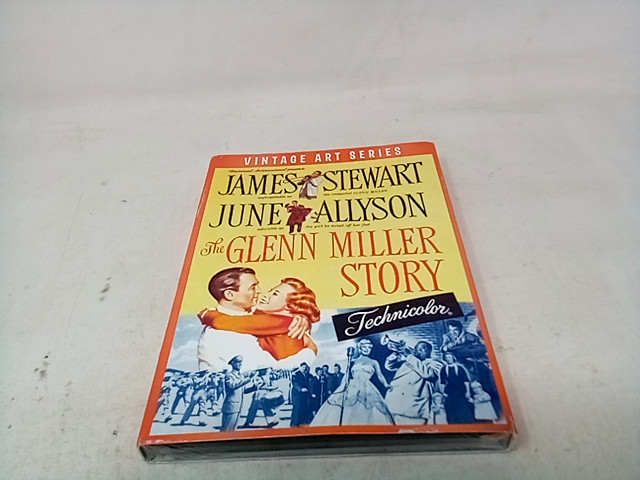 VINTAGE ART SERIES
JAMES STEWART
JUNE ALLYSON
The GLENN MILLER
STORY
Technicolor